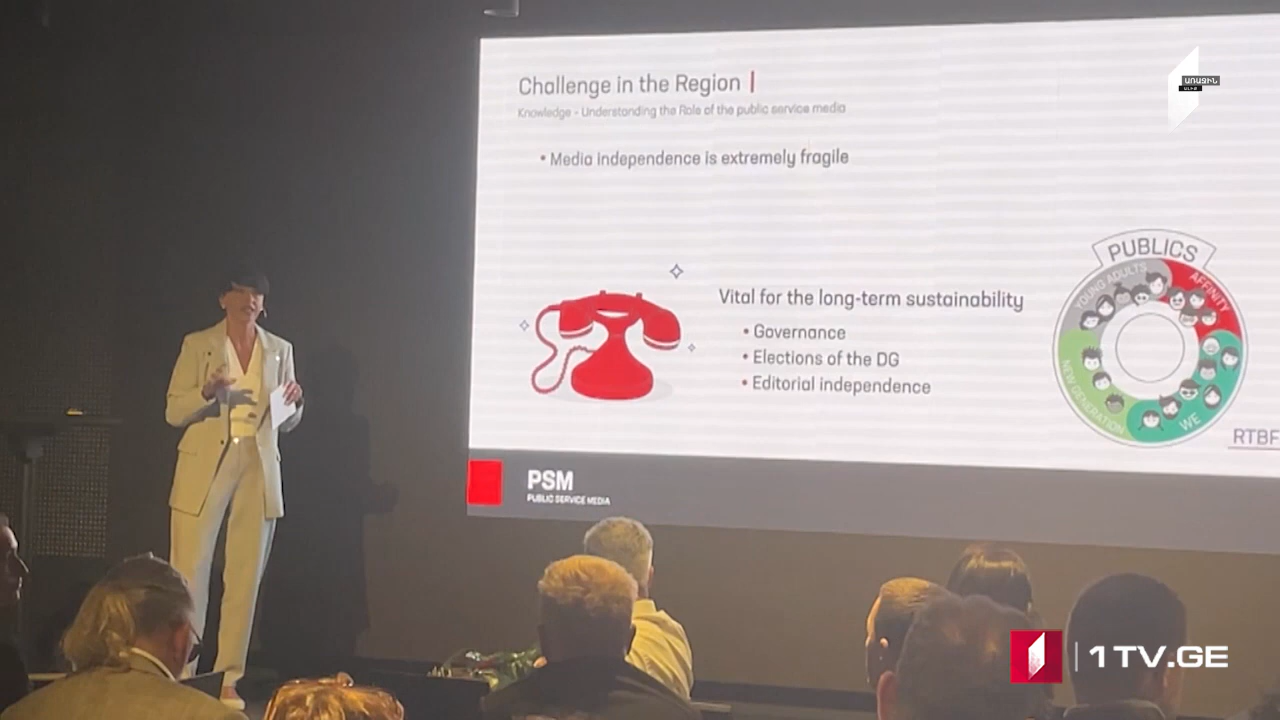 Challenge in the Region
Knowledge - Understanding the Role of the public service media
• Media independence is extremely fragile
Vital for the long-term sustainability
• Governance
• Elections of the DG
• Editorial independence
PUBLICS
YOUNG ADULTS
AFFINITY
NEW GENERATION
WE
RTBF
PSM
PUBLIC SERVICE MEDIA
ԱՌԱՋԻՆ
ԱԼԻՔ
1TV.GE